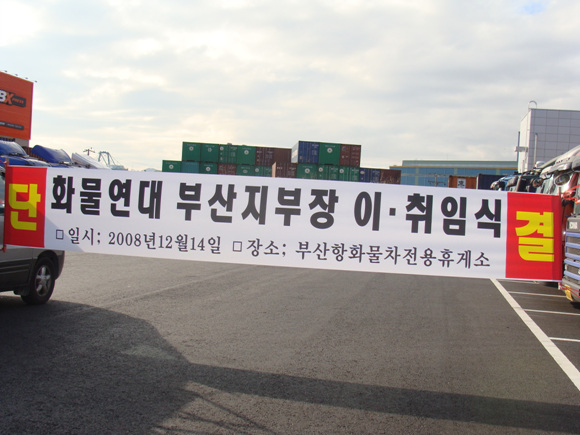 단 화물연대 부산지부장 이·취임식 결
□ 일시; 2008년12월14일 □ 장소; 부산항화물차전용휴게소